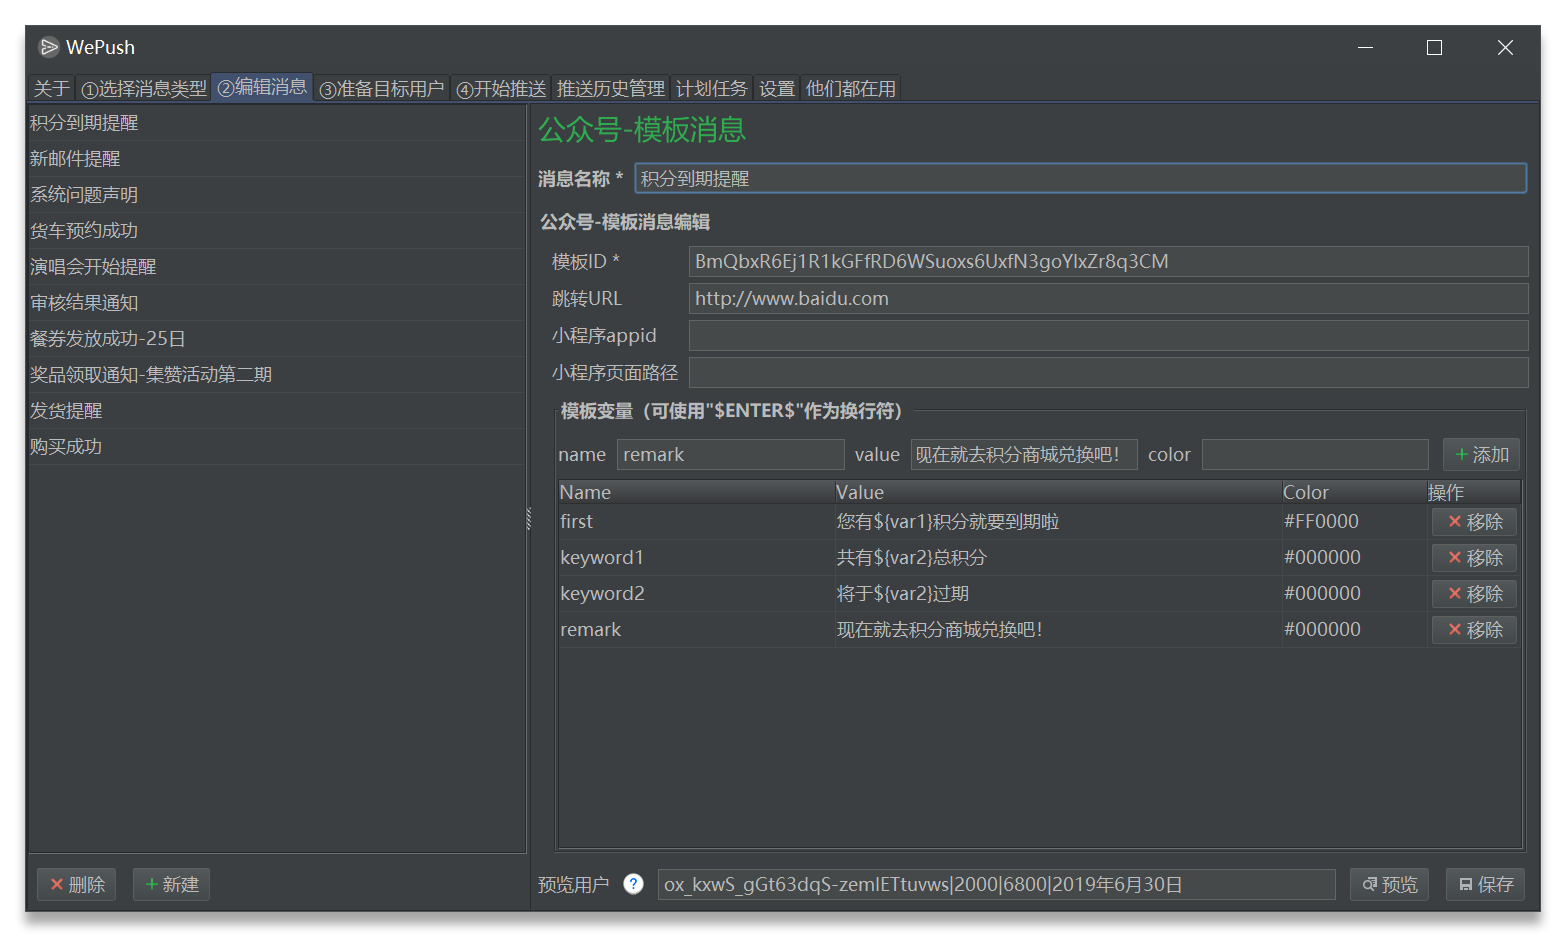 WePush
关于 ①选择消息类型 ②编辑消息 ③准备目标用户 ④开始推送 推送历史管理 计划任务 设置 他们都在用
积分到期提醒
新邮件提醒
系统问题声明
货车预约成功
演唱会开始提醒
审核结果通知
餐券发放成功-25日
奖品领取通知-集赞活动第二期
发货提醒
购买成功
删除 新建
公众号-模板消息
消息名称 * 积分到期提醒
公众号-模板消息编辑
模板ID * BmQbxR6Ej1R1kGFfRD6WSuoxs6UxfN3goYIxZr8q3CM
跳转URL http://www.baidu.com
小程序appid
小程序页面路径
模板变量（可使用"$ENTER$"作为换行符）
name remark value 现在就去积分商城兑换吧！ color 添加
Name Value Color 操作
first 您有${var1}积分就要到期啦 #FF0000 移除
keyword1 共有${var2}总积分 #000000 移除
keyword2 将于${var2}过期 #000000 移除
remark 现在就去积分商城兑换吧！ #000000 移除
预览用户 ? ox_kxwS_gGt63dqS-zemlETtuvws|2000|6800|2019年6月30日 预览 保存